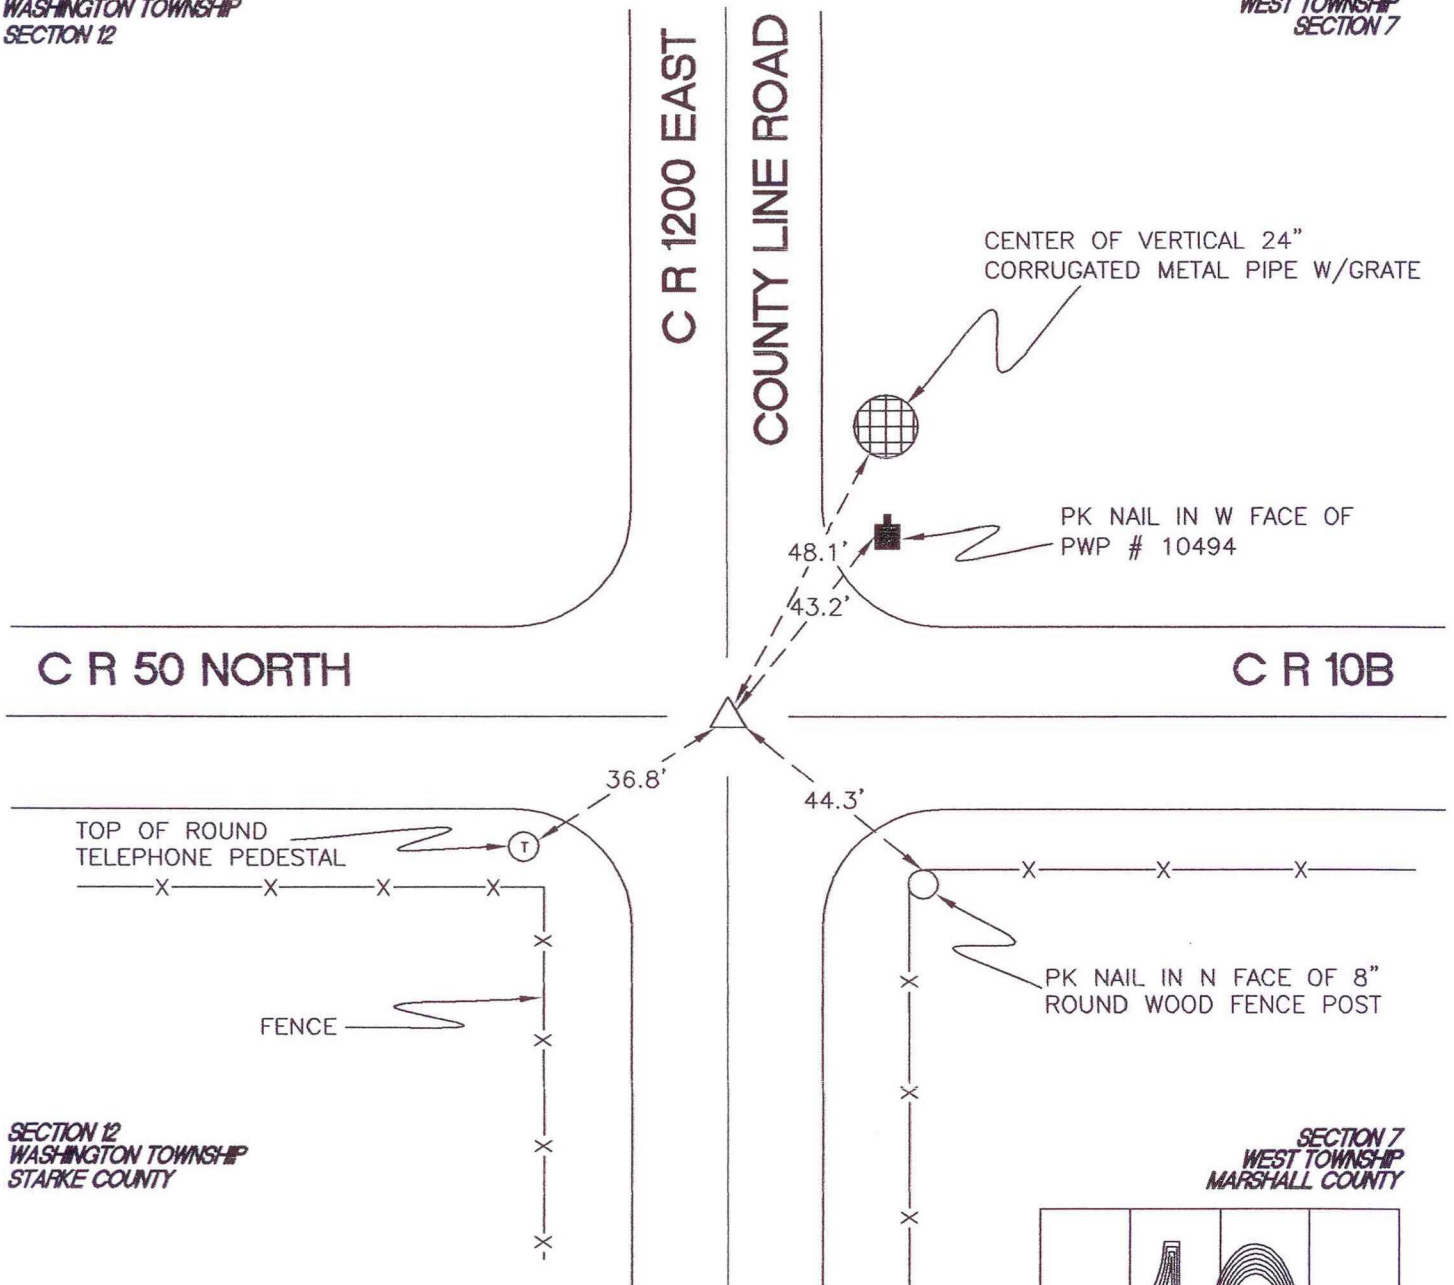 WASHINGTON TOWNSHIP
SECTION 12
WEST TOWNSHIP
SECTION 7
C R 1200 EAST
COUNTY LINE ROAD
CENTER OF VERTICAL 24"
CORRUGATED METAL PIPE W/GRATE
PK NAIL IN W FACE OF
PWP # 10494
48.1'
43.2'
C R 50 NORTH
C R 10B
36.8'
44.3'
TOP OF ROUND
TELEPHONE PEDESTAL
T
X X X X
X X X
X
X
X
X
X
X
X
PK NAIL IN N FACE OF 8"
ROUND WOOD FENCE POST
FENCE
SECTION 12
WASHINGTON TOWNSHIP
STARKE COUNTY
SECTION 7
WEST TOWNSHIP
MARSHALL COUNTY